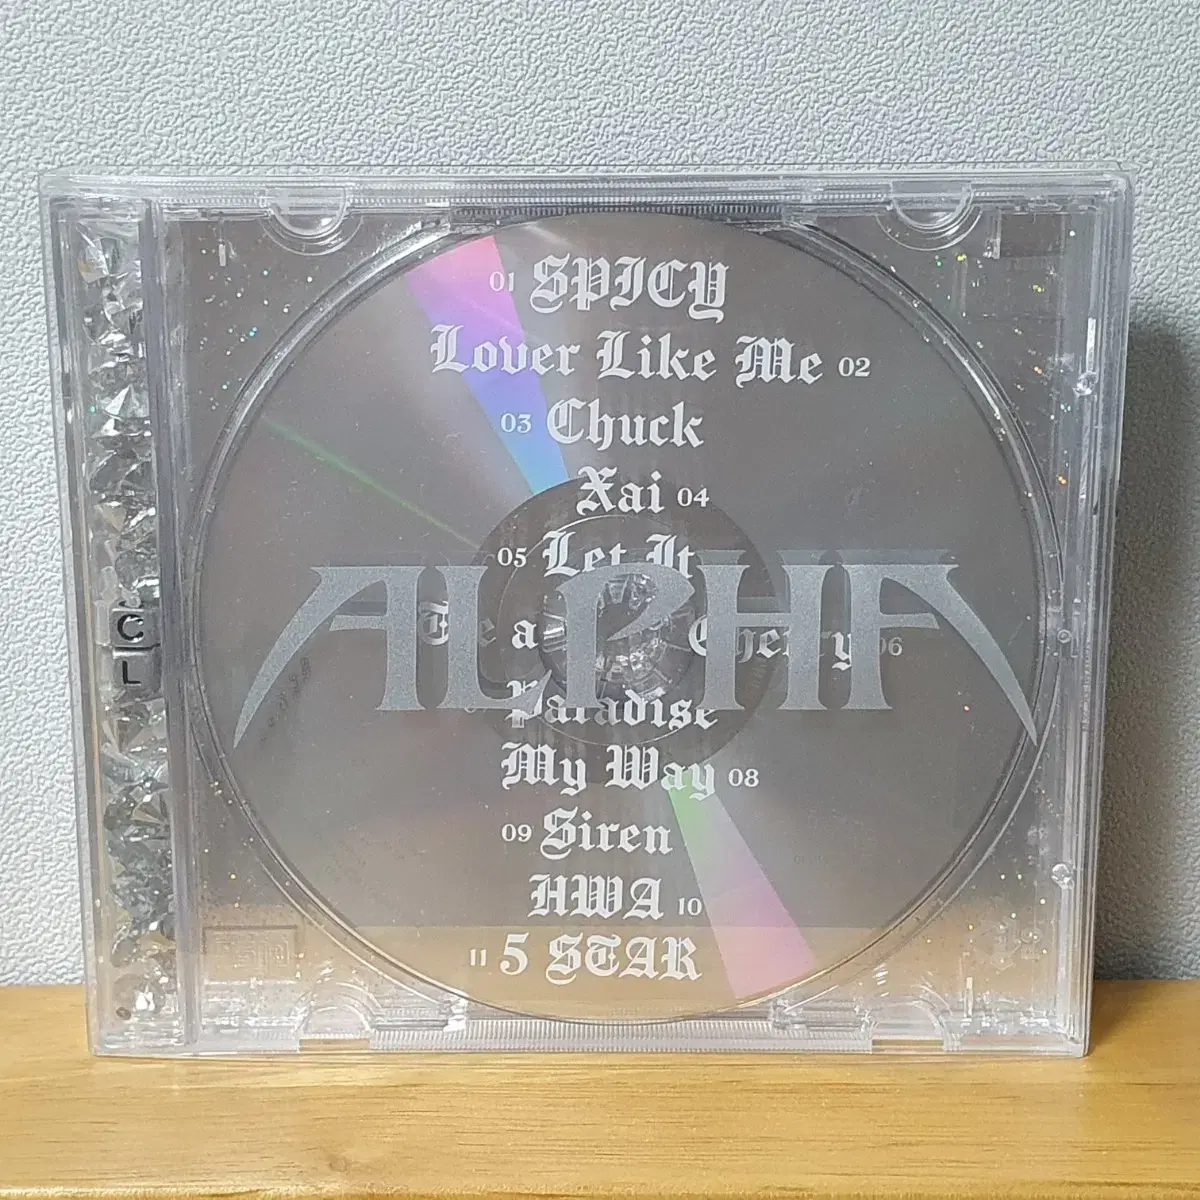 01 SPICY
Lover Like Me 02
03 Chuck
Xai 04
05 Let It
ALPHA
Cherry 06
Paradise
My Way 08
09 Siren
HWA 10
11 5 STAR
C
L